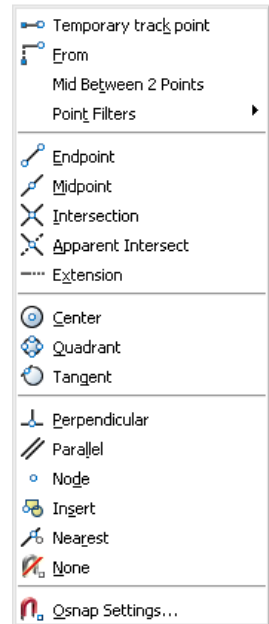 Temporary track point
From
Mid Between 2 Points
Point Filters
Endpoint
Midpoint
Intersection
Apparent Intersect
Extension
Center
Quadrant
Tangent
Perpendicular
Parallel
Node
Insert
Nearest
None
Osnap Settings...